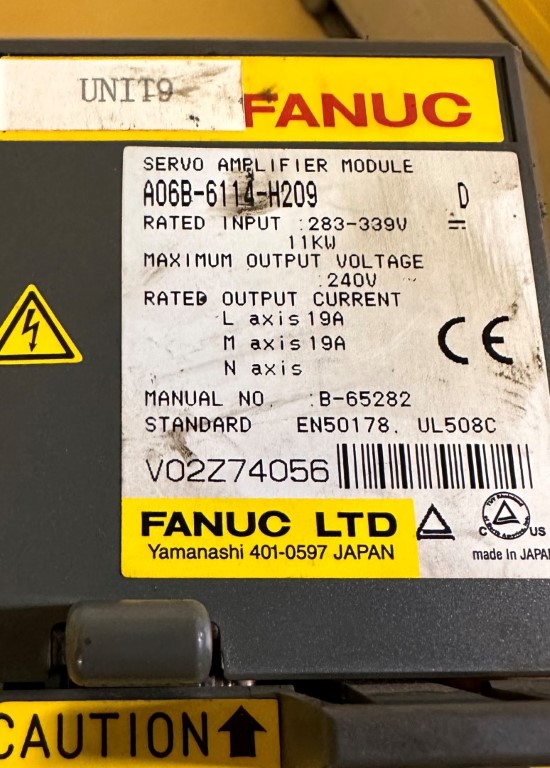 UNIT9
FANUC
SERVO AMPLIFIER MODULE
A06B-6114-H209 D
RATED INPUT :283-339V
11KW
MAXIMUM OUTPUT VOLTAGE
:240V
RATED OUTPUT CURRENT
L axis 19A
M axis 19A
N axis
MANUAL NO. :B-65282
STANDARD EN50178. UL508C
V02Z74056
FANUC LTD
Yamanashi 401-0597 JAPAN
CE
C US
made In JAPAN
CAUTION